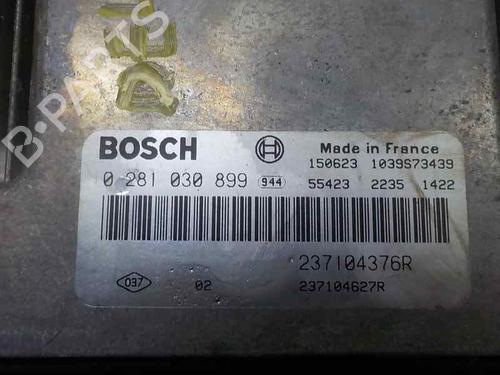 B-PARTS
BOSCH
Made in France
150623 1039S73439
0 281 030 899 944 55423 2235 1422
237104376R
037 02 237104627R